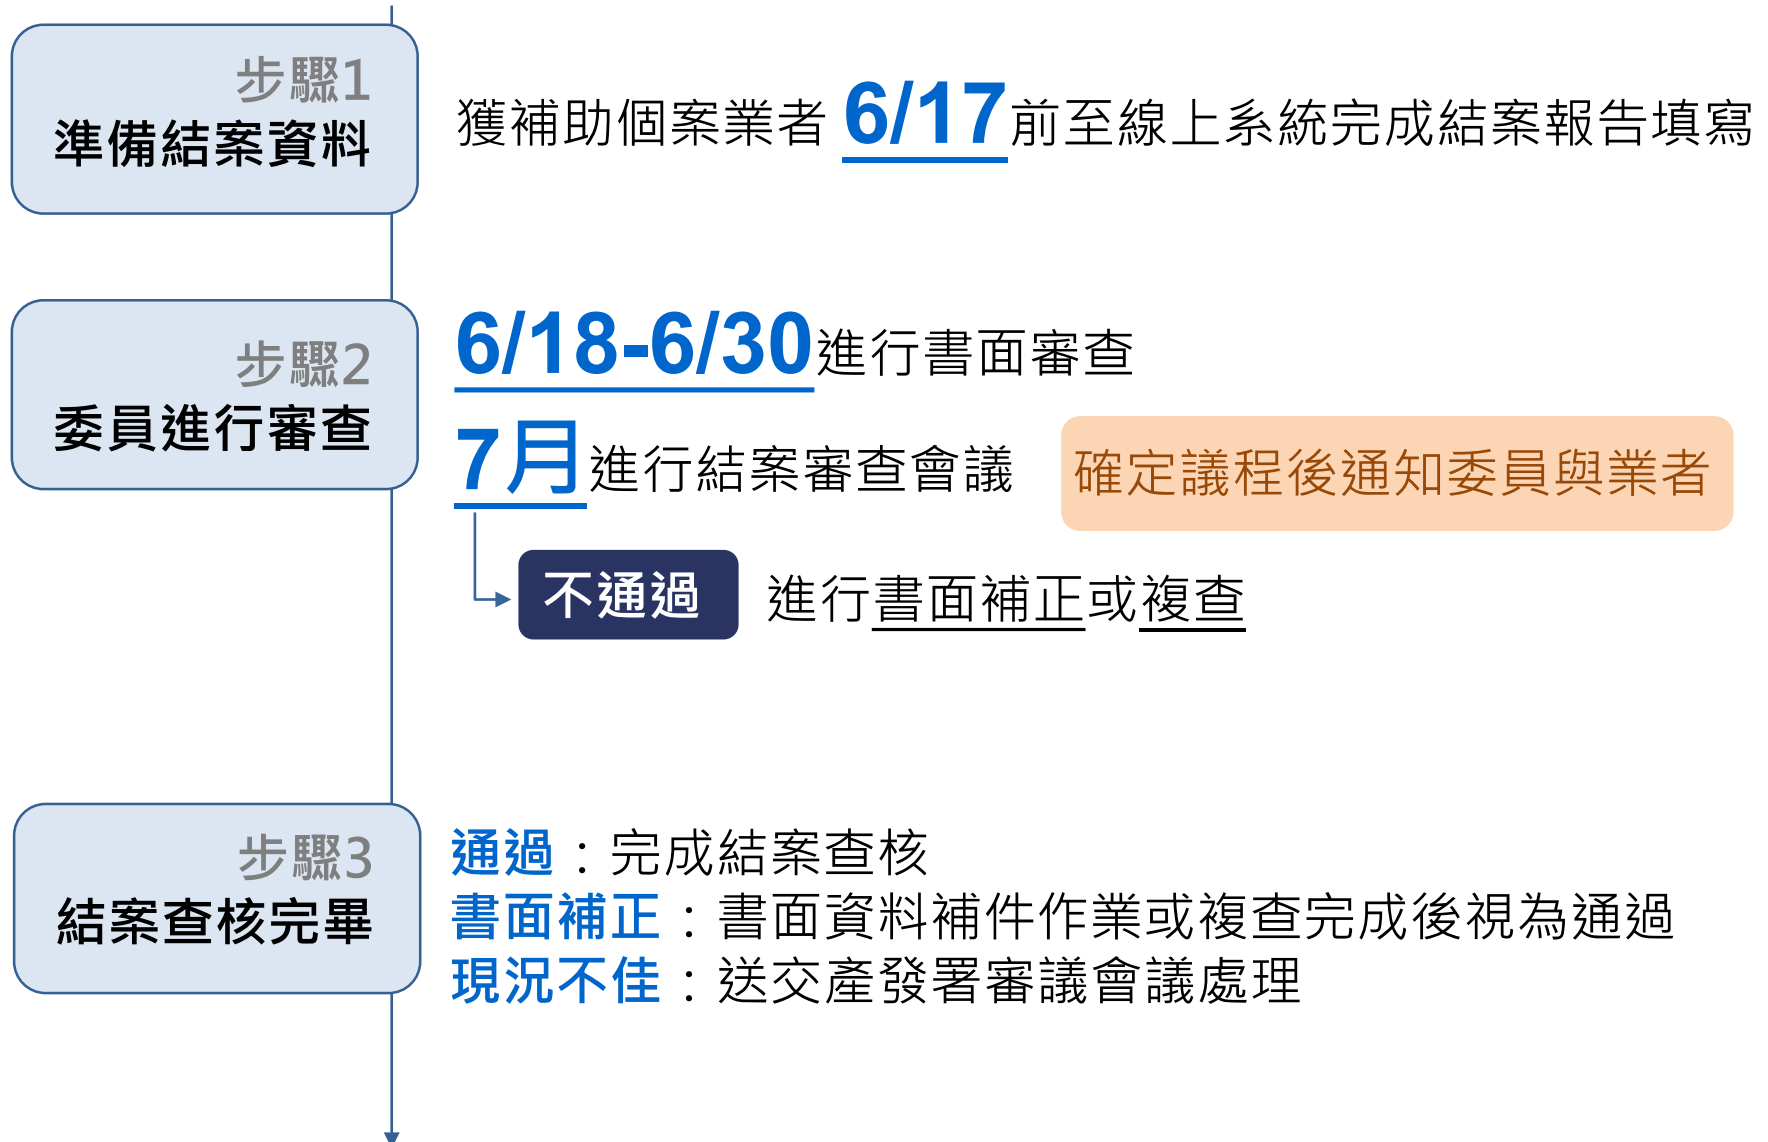 步驟1
準備結案資料
獲補助個案業者 6/17前至線上系統完成結案報告填寫
步驟2
委員進行審查
6/18-6/30進行書面審查
7月進行結案審查會議
確定議程後通知委員與業者
不通過
進行書面補正或複查
步驟3
結案查核完畢
通過：完成結案查核
書面補正：書面資料補件作業或複查完成後視為通過
現況不佳：送交產發署審議會議處理